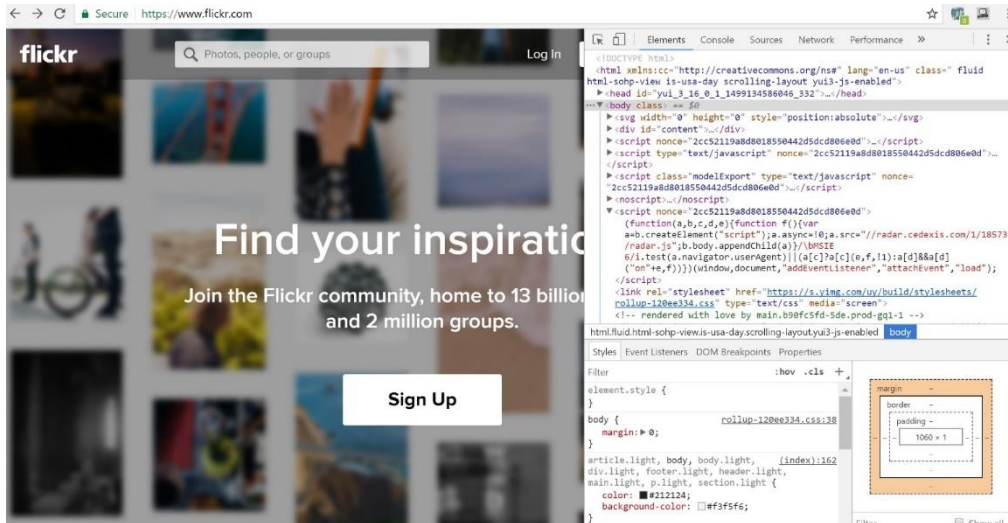 Secure https://www.flickr.com
flickr
Photos, people, or groups
Log In
Find your inspiratio
Join the Flickr community, home to 13 billion
and 2 million groups.
Sign Up
Elements Console Sources Network Performance »
<!DOCTYPE html>
<html xmlns:cc="http://creativecommons.org/ns#" lang="en-us" class=" fluid
html-sohp-view is-usa-day scrolling-layout yui3-js-enabled">
▶<head id="yui_3_16_0_1_1499134586046_332">…</head>
…▼<body class> == $0
▶<svg width="0" height="0" style="position:absolute">…</svg>
▶<div id="content">…</div>
▶<script nonce="2cc52119a8d8018550442d5dcd806e0d">…</script>
▶<script type="text/javascript" nonce="2cc52119a8d8018550442d5dcd806e0d">…
</script>
▶<script class="modelExport" type="text/javascript" nonce=
"2cc52119a8d8018550442d5dcd806e0d">…</script>
▶<noscript>…</noscript>
▼<script nonce="2cc52119a8d8018550442d5dcd806e0d">
(function(a,b,c,d,e){function f(){var
a=b.createElement("script");a.async=!0;a.src="//radar.cedexis.com/1/18573
/radar.js";b.body.appendChild(a)}/\bMSIE
6/i.test(a.navigator.userAgent)||(a[c]?a[c](e,f,!1):a[d]&&a[d]
("on"+e,f))})(window,document,"addEventListener","attachEvent","load");
</script>
<link rel="stylesheet" href="https://s.yimg.com/uy/build/stylesheets/
rollup-120ee334.css" type="text/css" media="screen">
<!-- rendered with love by main.b90fc5fd-5de.prod-gq1-1 -->
html.fluid.html-sohp-view.is-usa-day.scrolling-layout.yui3-js-enabled body
Styles Event Listeners DOM Breakpoints Properties
Filter :hov .cls +
element.style {
}
body { rollup-120ee334.css:38
margin:▶ 0;
}
article.light, body, body.light, (index):162
div.light, footer.light, header.light,
main.light, p.light, section.light {
color: #212124;
background-color: #f3f5f6;
}
margin –
border –
padding –
1060 × 1
Filter